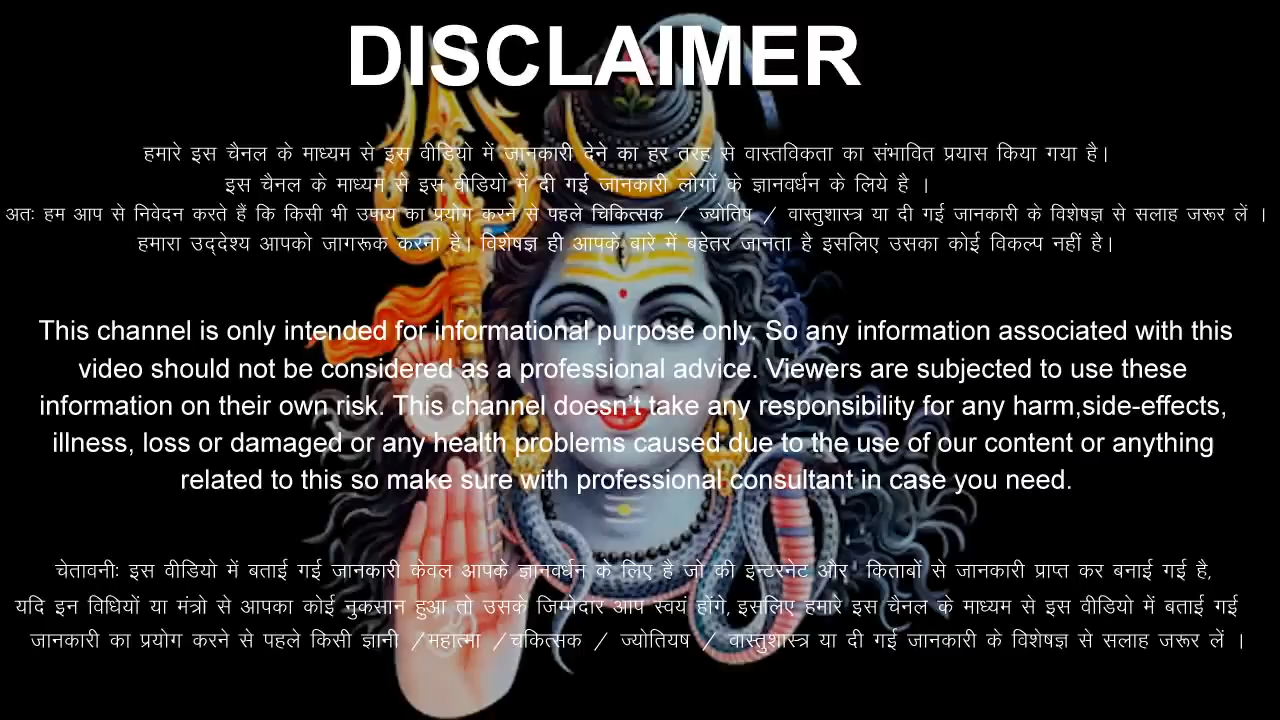 DISCLAIMER
हमारे इस चैनल के माध्यम से इस वीडियो में जानकारी देने का हर तरह से वास्तविकता का संभावित प्रयास किया गया है।
इस चैनल के माध्यम से इस वीडियो में दी गई जानकारी लोगों के ज्ञानवर्धन के लिये है ।
अतः हम आप से निवेदन करते हैं कि किसी भी उपाय का प्रयोग करने से पहले चिकित्सक / ज्योतिष / वास्तुशास्त्र या दी गई जानकारी के विशेषज्ञ से सलाह जरूर लें ।
हमारा उद्देश्य आपको जागरूक करना है। विशेषज्ञ ही आपके बारे में बहेतर जानता है इसलिए उसका कोई विकल्प नहीं है।
This channel is only intended for informational purpose only. So any information associated with this
video should not be considered as a professional advice. Viewers are subjected to use these
information on their own risk. This channel doesn't take any responsibility for any harm,side-effects,
illness, loss or damaged or any health problems caused due to the use of our content or anything
related to this so make sure with professional consultant in case you need.
चेतावनीः इस वीडियो में बताई गई जानकारी केवल आपके ज्ञानवर्धन के लिए है जो की इन्टरनेट और किताबों से जानकारी प्राप्त कर बनाई गई है,
यदि इन विधियों या मंत्रो से आपका कोई नुकसान हुआ तो उसके जिम्मेदार आप स्वयं होंगे, इसलिए हमारे इस चैनल के माध्यम से इस वीडियो में बताई गई
जानकारी का प्रयोग करने से पहले किसी ज्ञानी /महात्मा /चकित्सक / ज्योतियष / वास्तुशास्त्र या दी गई जानकारी के विशेषज्ञ से सलाह जरूर लें ।